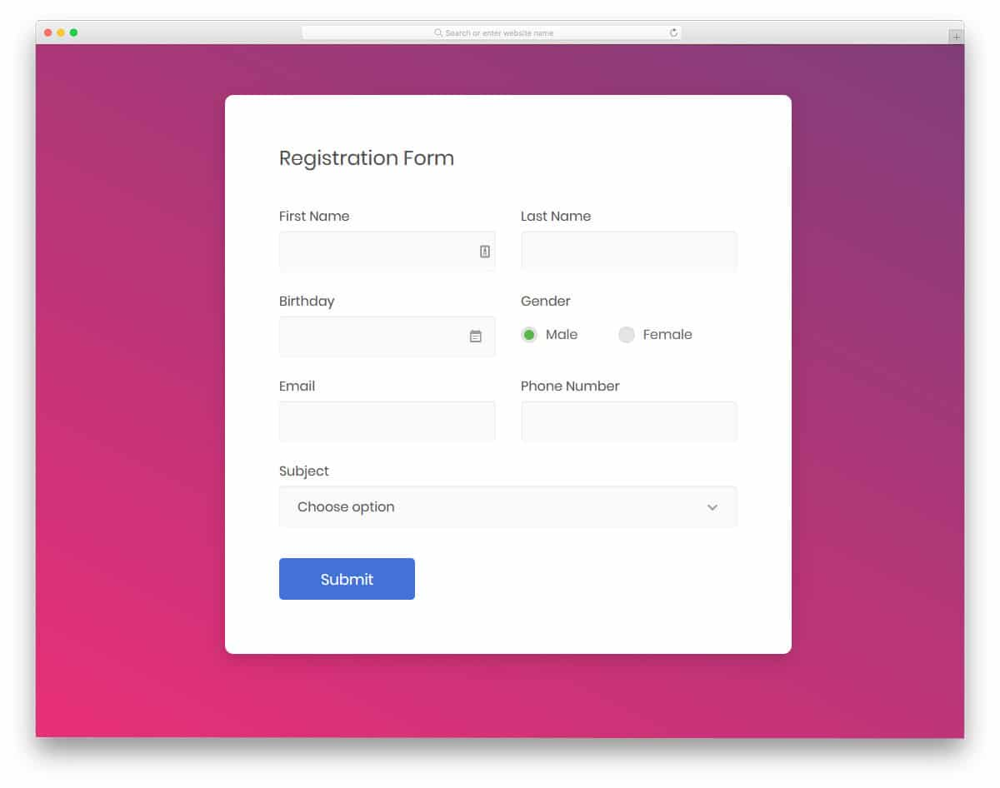 Search or enter website name
Registration Form
First Name Last Name
Birthday Gender
Male Female
Email Phone Number
Subject
Choose option
Submit